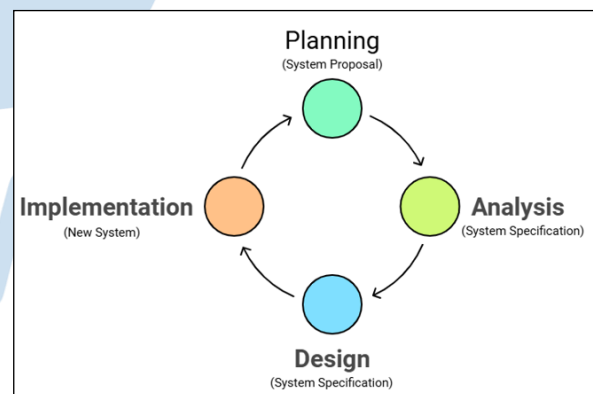 Planning
(System Proposal)
Implementation
(New System)
Analysis
(System Specification)
Design
(System Specification)